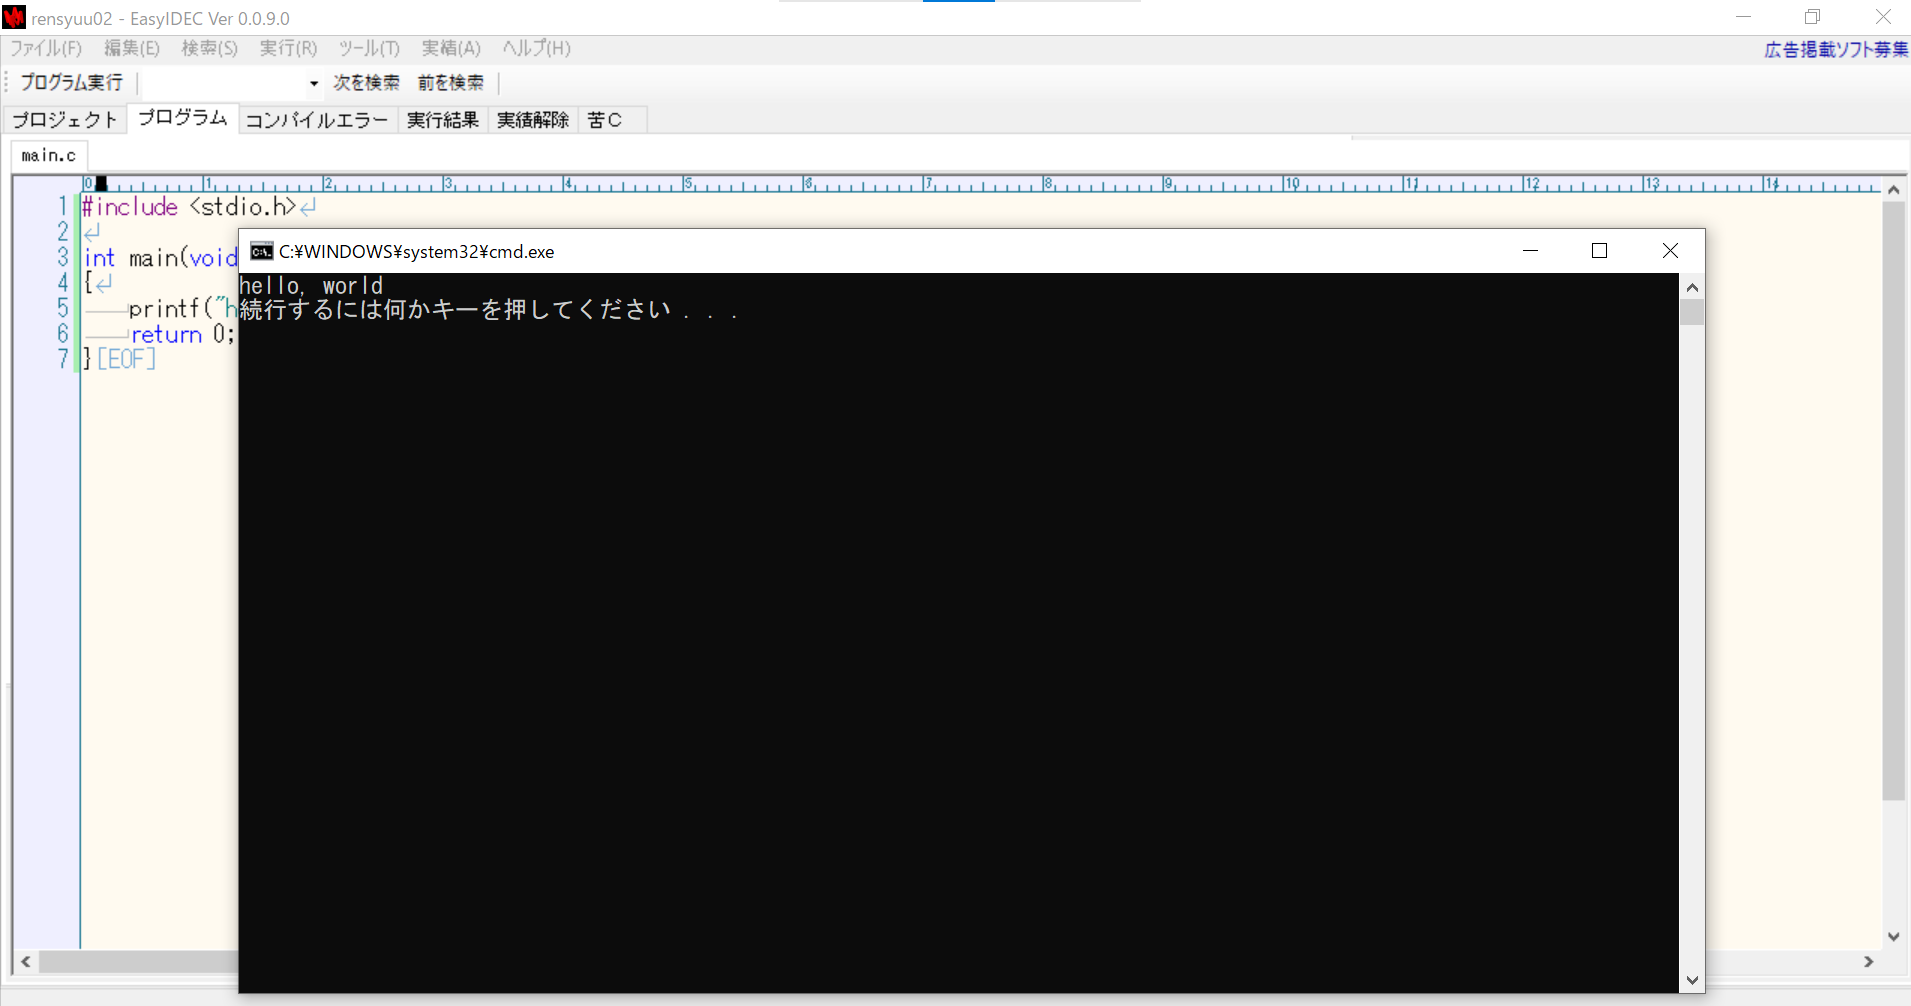 rensyuu02 - EasyIDEC Ver 0.0.9.0
ファイル(F) 編集(E) 検索(S) 実行(R) ツール(T) 実績(A) ヘルプ(H) 広告掲載ソフト募集
プログラム実行 次を検索 前を検索
プロジェクト プログラム コンパイルエラー 実行結果 実績解除 苦C
main.c
0 1 2 3 4 5 6 7 8 9 10 11 12 13 14
1 #include <stdio.h>↵
2 ↵
C:¥WINDOWS¥system32¥cmd.exe
3 int main(void
4 {↵
5 printf("h
6 return 0;
7 }[EOF]
hello, world
続行するには何かキーを押してください . . .